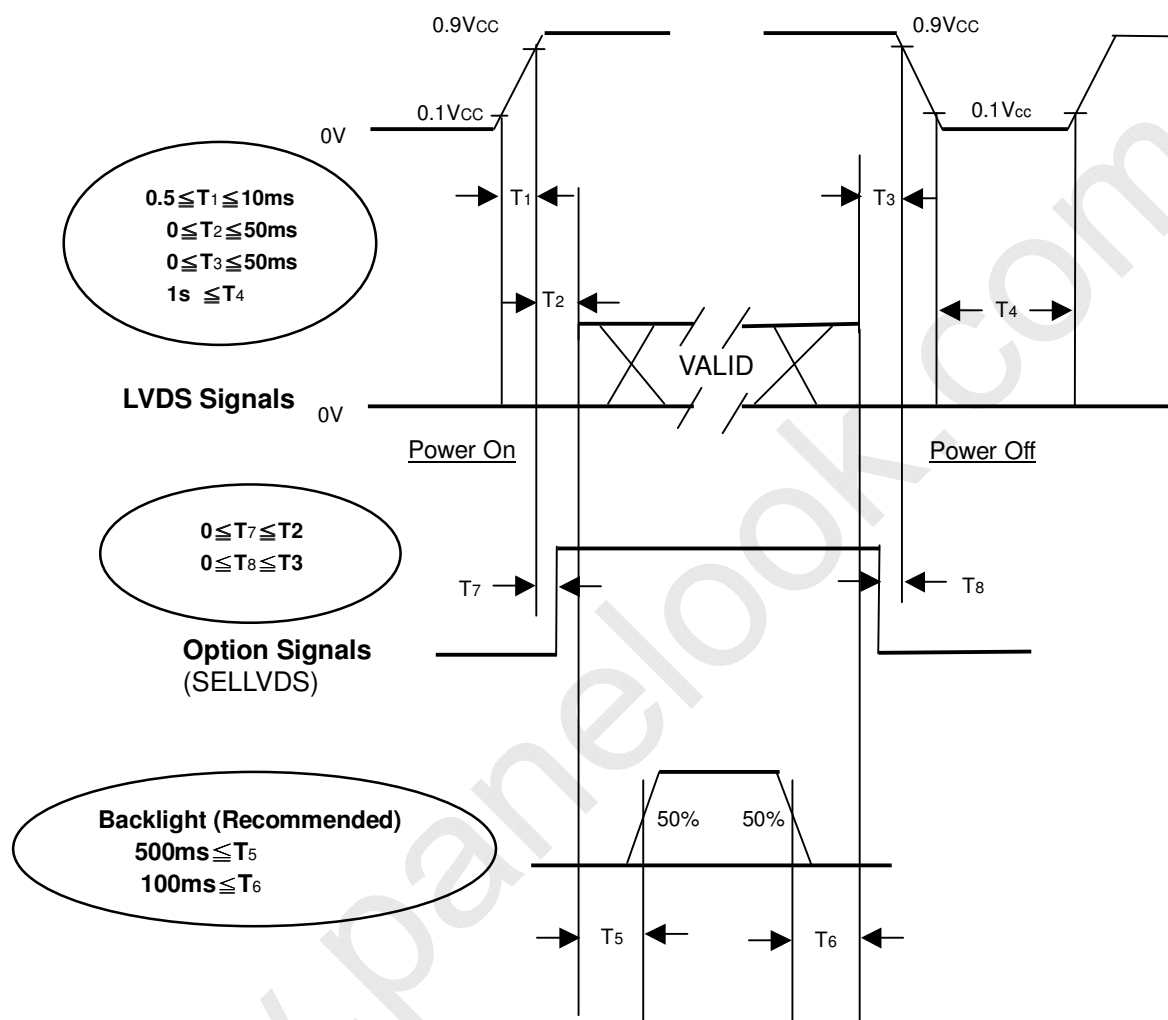 0.9Vcc
0.9Vcc
0.1Vcc
0.1Vcc
0V
T1
T3
0.5≦T1≦10ms
0≦T2≦50ms
0≦T3≦50ms
1s ≦T4
T2
T4
VALID
LVDS Signals
0V
Power On
Power Off
0≦T7≦T2
0≦T8≦T3
T7
T8
Option Signals
(SELLVDS)
Backlight (Recommended)
500ms≦T5
100ms≦T6
50%
50%
T5
T6
panelook.com